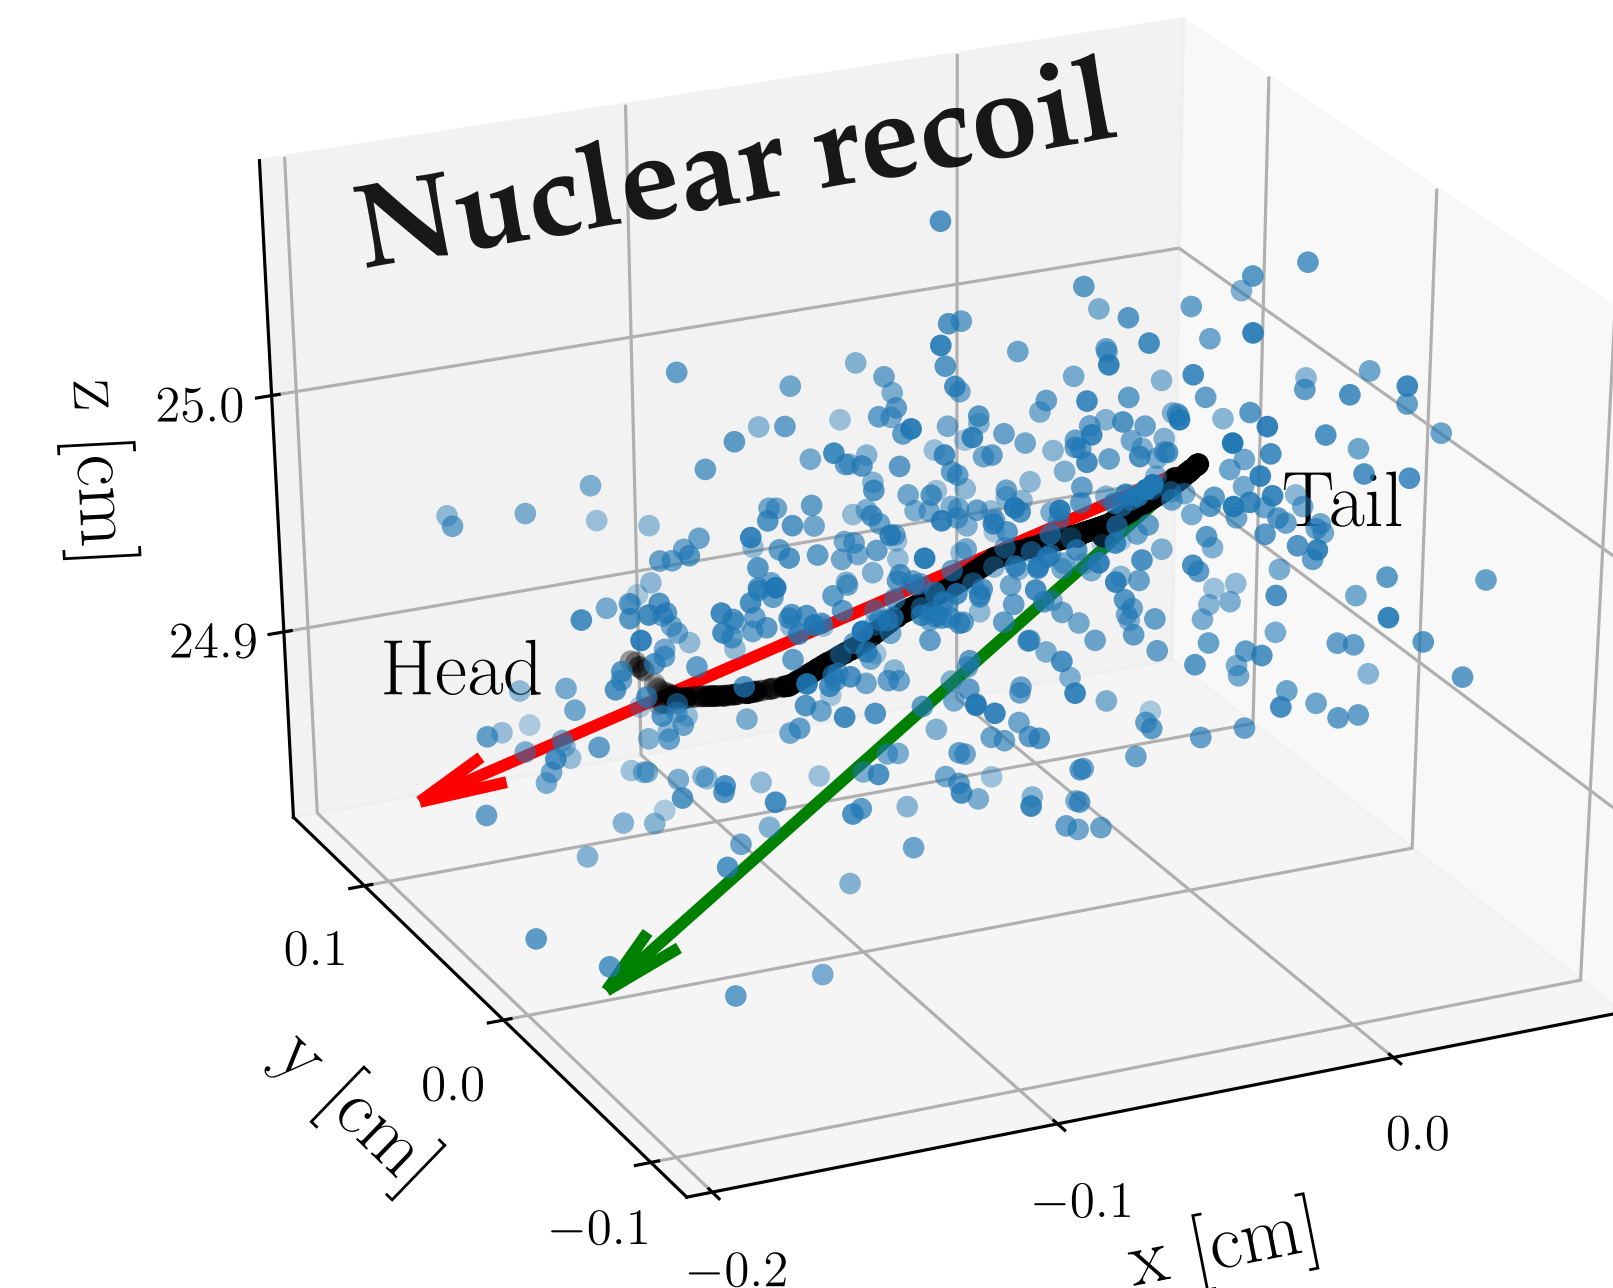 Nuclear recoil
z [cm]
25.0
24.9
Head
Tail
0.1
0.0
−0.1
y [cm]
−0.2
−0.1
0.0
x [cm]